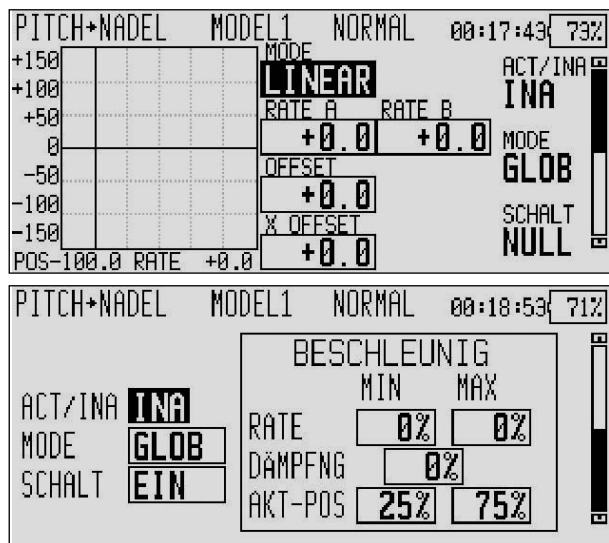 PITCH→NADEL MODEL1 NORMAL 00:17:43 73%
MODE
LINEAR
ACT/INA
INA
+150
+100
+50
0
-50
-100
-150
RATE A RATE B
+0.0 +0.0
MODE
GLOB
OFFSET
+0.0
X OFFSET
+0.0
SCHALT
NULL
POS-100.0 RATE +0.0
PITCH→NADEL MODEL1 NORMAL 00:18:53 71%
ACT/INA INA
MODE GLOB
SCHALT EIN
BESCHLEUNIG
MIN MAX
RATE 0% 0%
DÄMPFNG 0%
AKT-POS 25% 75%